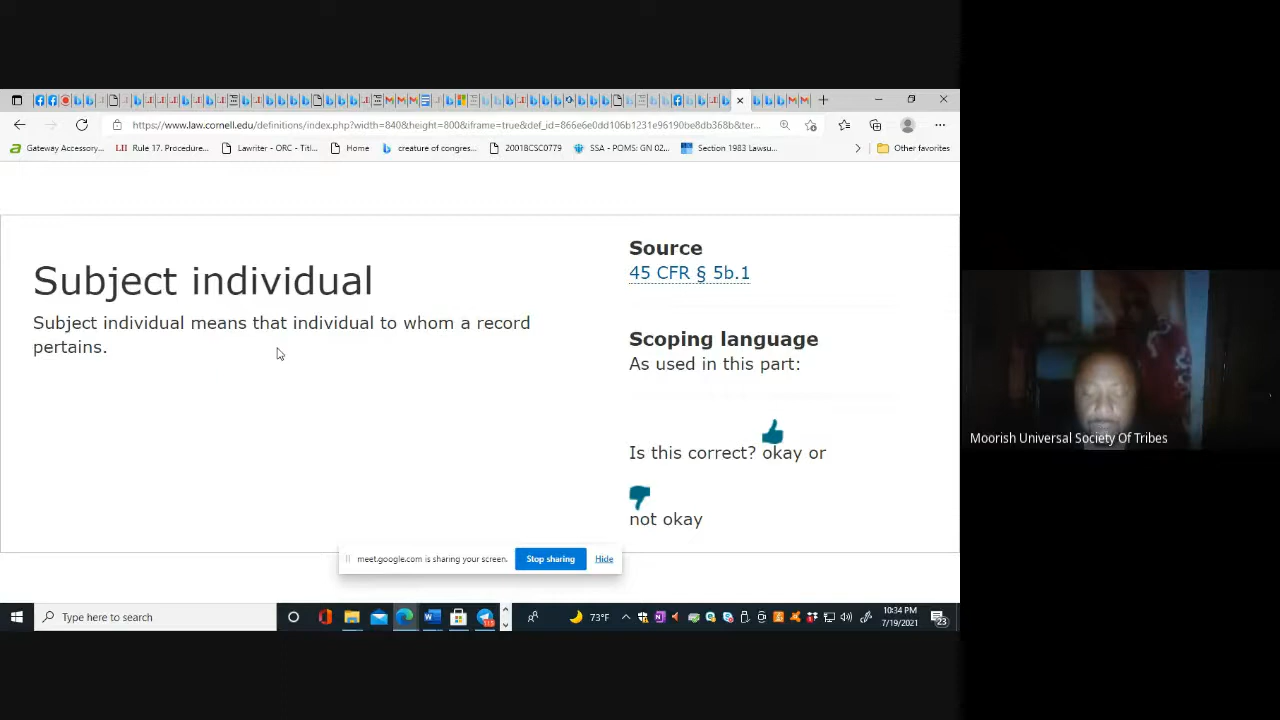 https://www.law.cornell.edu/definitions/index.php?width=840&height=800&iframe=true&def_id=866e6e0dd106b1231e96190be8db368b&ter...
Gateway Accessory...
LII Rule 17. Procedure...
Lawriter - ORC - Titl...
Home
creature of congres...
20018CSC0779
SSA - POMS: GN 02...
Section 1983 Lawsu...
Other favorites
Subject individual
Subject individual means that individual to whom a record
pertains.
Source
45 CFR § 5b.1
Scoping language
As used in this part:
Is this correct? okay or
not okay
meet.google.com is sharing your screen.
Stop sharing
Hide
Moorish Universal Society Of Tribes
Type here to search
73°F
10:34 PM
7/19/2021
23